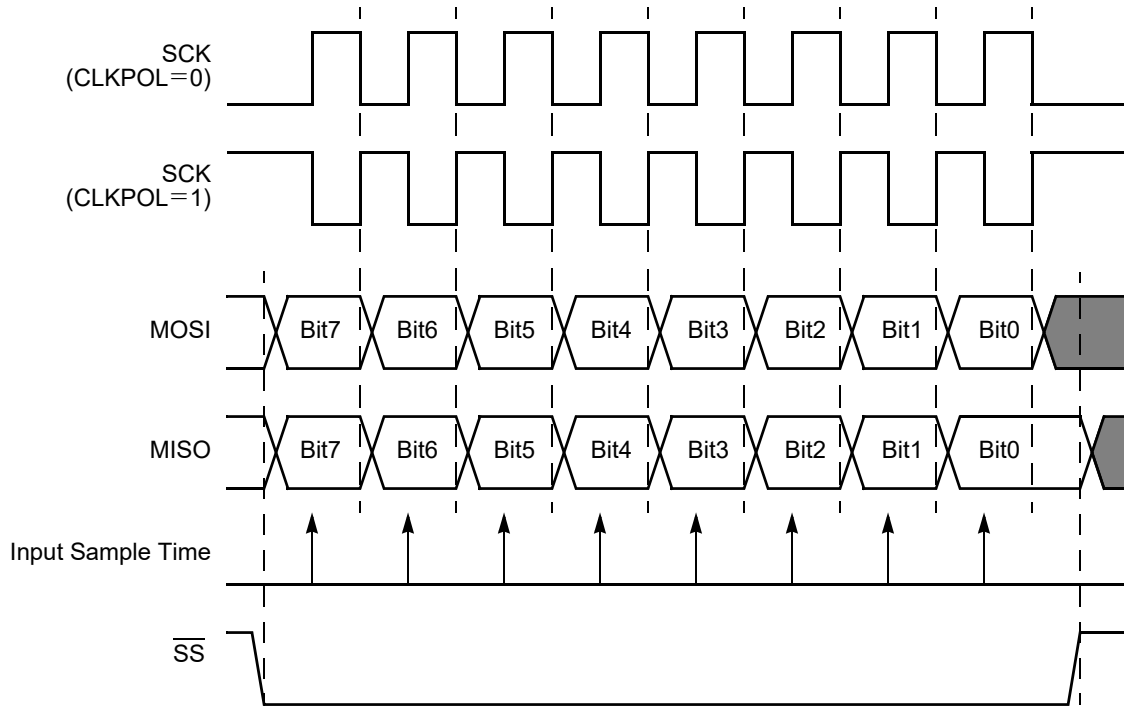 SCK
(CLKPOL=0)
SCK
(CLKPOL=1)
MOSI
Bit7 Bit6 Bit5 Bit4 Bit3 Bit2 Bit1 Bit0
MISO
Bit7 Bit6 Bit5 Bit4 Bit3 Bit2 Bit1 Bit0
Input Sample Time
SS